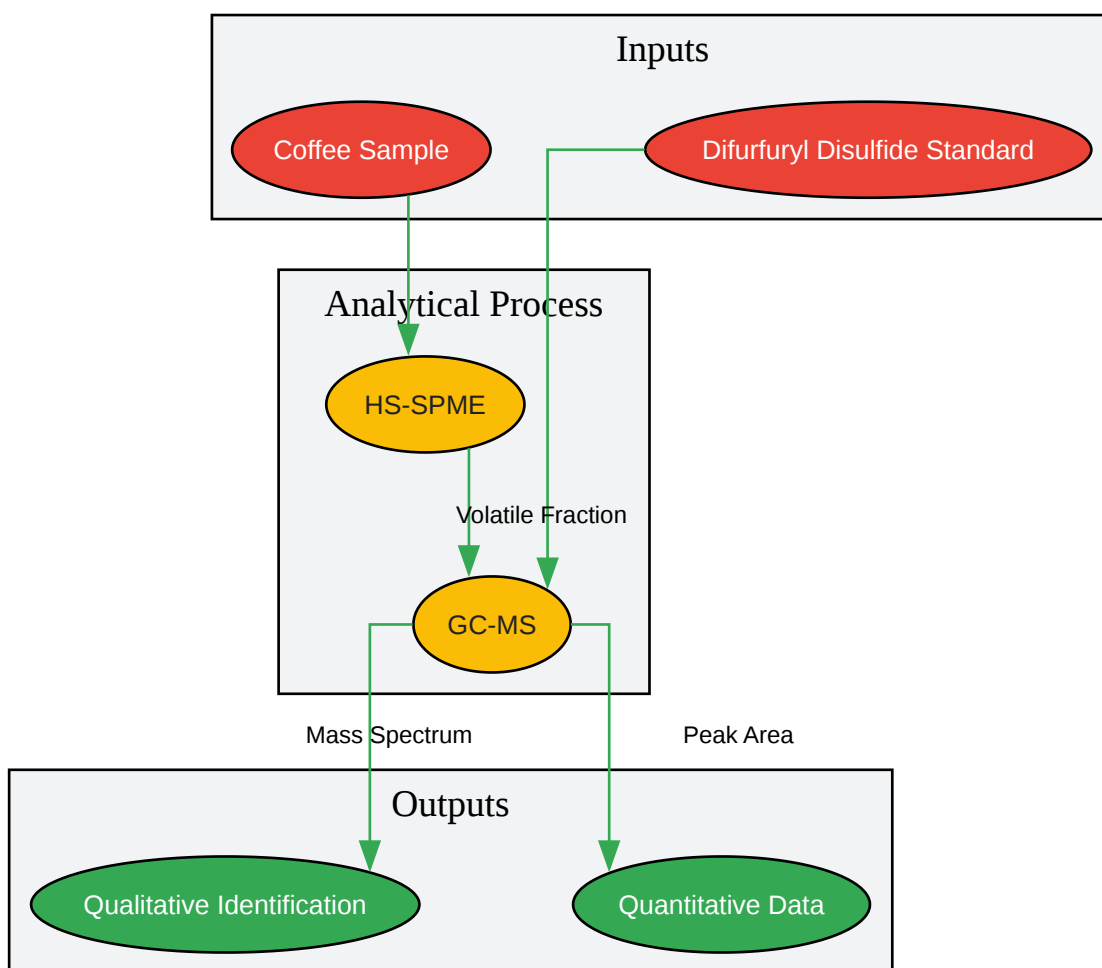 Inputs
Coffee Sample
Difurfuryl Disulfide Standard
Analytical Process
HS-SPME
Volatile Fraction
GC-MS
Mass Spectrum
Peak Area
Outputs
Qualitative Identification
Quantitative Data